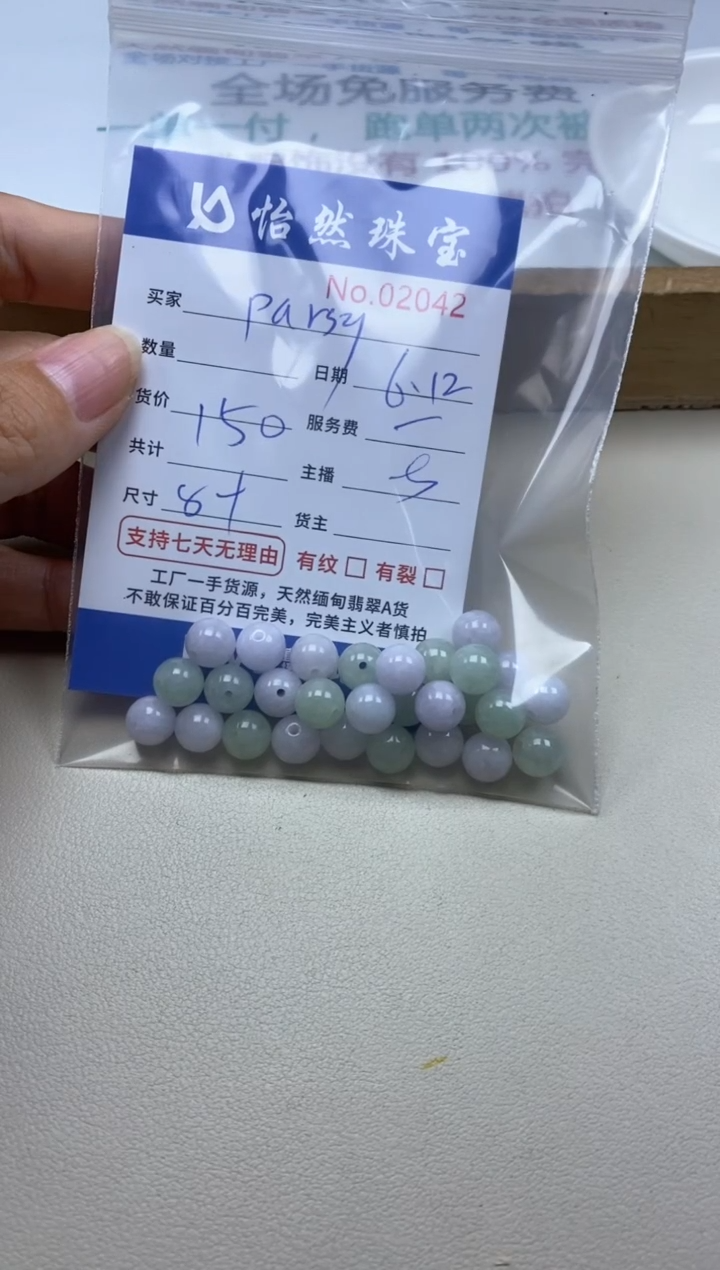 全场免服务费
怡然珠宝
No.02042
买家 parsy
数量 日期 6.12
货价 150 服务费 一
共计 主播
尺寸 8+ 货主
支持七天无理由 有纹 □ 有裂 □
工厂一手货源，天然缅甸翡翠A货
不敢保证百分百完美，完美主义者慎拍